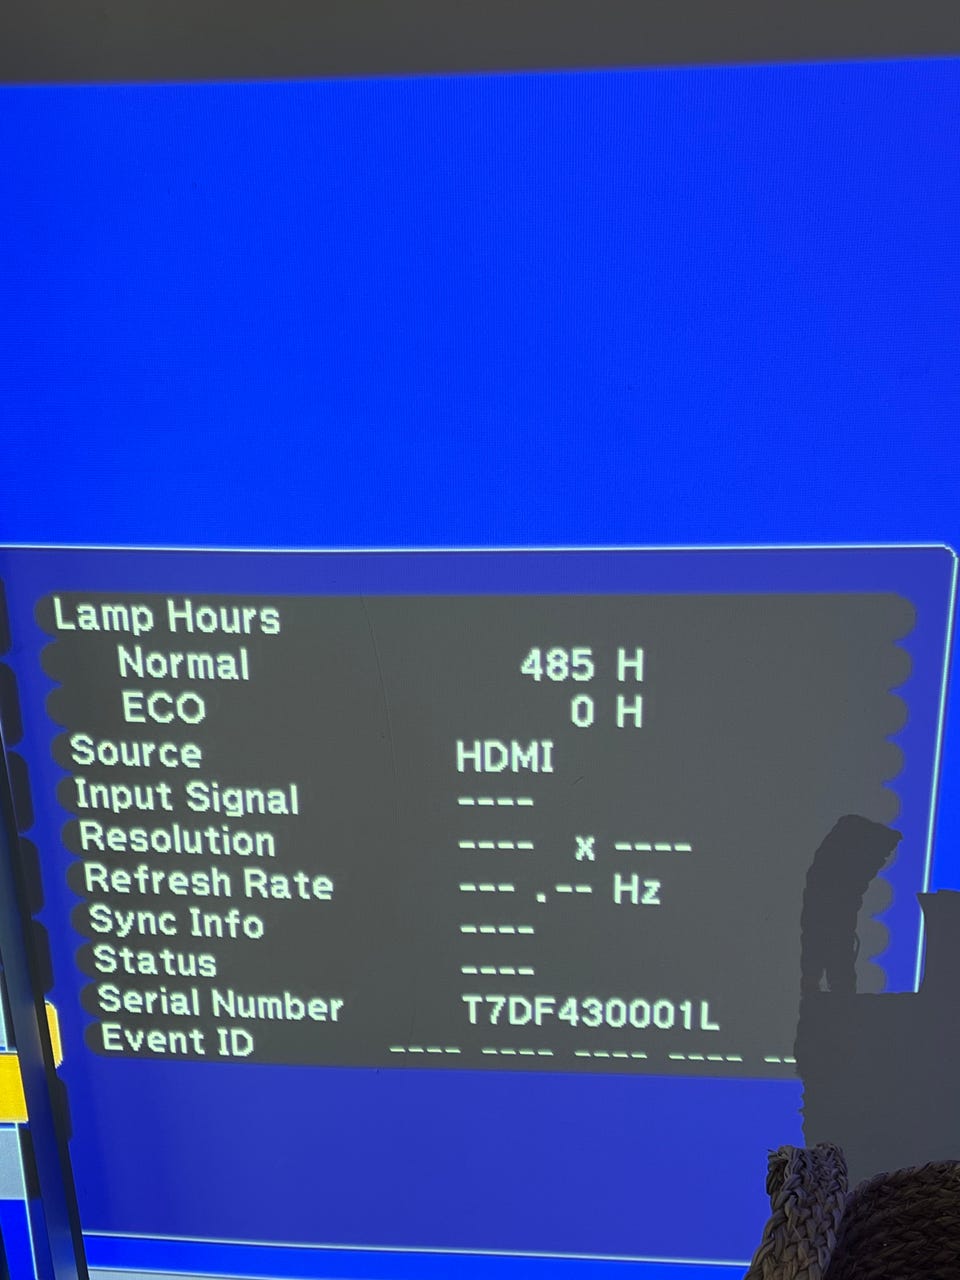 Lamp Hours
Normal 485 H
ECO 0 H
Source HDMI
Input Signal ----
Resolution ---- x ----
Refresh Rate --- .-- Hz
Sync Info ----
Status ----
Serial Number T7DF430001L
Event ID ---- ---- ---- ---- --